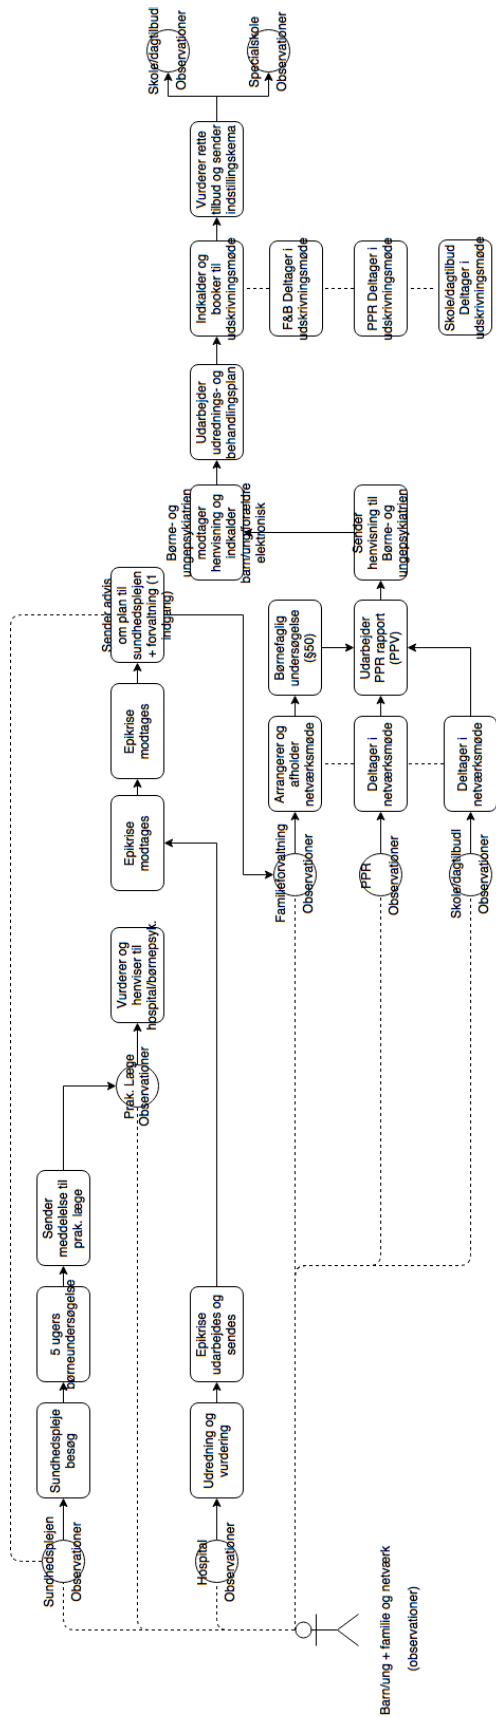 Barn/ung + familie og netværk
(observationer)
Sundhedsplejen
Observationer
Sundhedspleje
besøg
5 ugers
børneundersøgelse
Sender
meddelelse til
prak. læge
Prak. Læge
Observationer
Vurderer og
henviser til
hospital/børnepsyk.
Hospital
Observationer
Udredning og
vurdering
Epikrise
udarbejdes og
sendes
Epikrise
modtages
Epikrise
modtages
Sender advis
om plan til
sundhedsplejen
+ forvaltning (1
indgang)
Familieforvaltning
Observationer
Arrangerer og
afholder
netværksmøde
Børnefaglig
undersøgelse
(§50)
PPR
Observationer
Deltager i
netværksmøde
Udarbejder
PPR rapport
(PPV)
Sender
henvisning til
Børne- og
ungepsykiatrien
Skole/dagtilbudl
Observationer
Deltager i
netværksmøde
Børne- og
ungepsykiatrien
modtager
henvisning og
indkalder
barn/ung/forældre
elektronisk
Udarbejder
udrednings- og
behandlingsplan
Indkalder og
booker til
udskrivningsmøde
F&B Deltager i
udskrivningsmøde
PPR Deltager i
udskrivningsmøde
Skole/dagtilbud
Deltager i
udskrivningsmøde
Vurderer rette
tilbud og sender
indstillingskema
Skole/dagtilbud
Observationer
Specialskole
Observationer